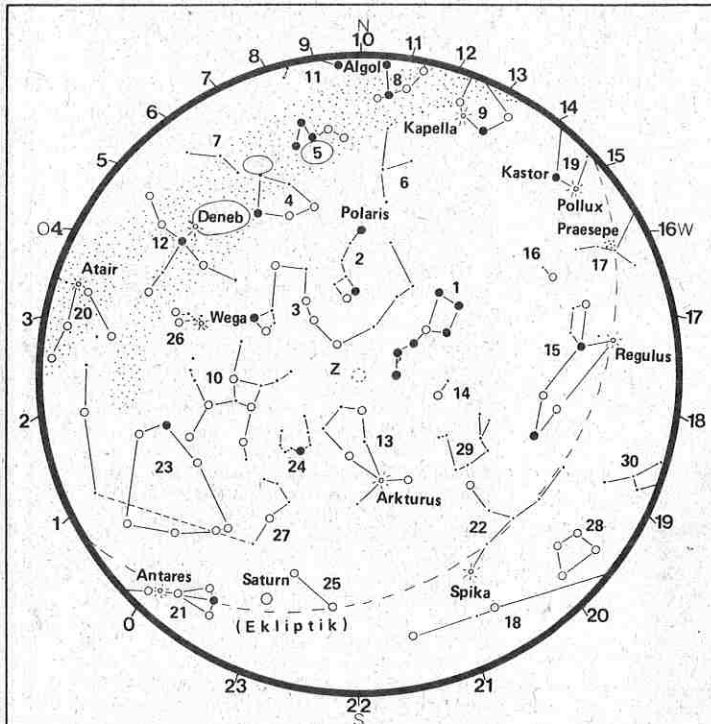 N
9 10 11 12
8 11 Algol 8 13
7
Kapella 9 14
6
7 5 19 15
Kastor
5 6 Pollux
4 Polaris Praesepe
O4 Deneb 16W
12 2 16 17
Atair 1
3 20 Wega 3 17
26 15 Regulus
Z
10 14
2 18
13
23 24 29 30
Arkturus
27 19
1 22 28
Antares Saturn 25 Spika
0 21 18 20
(Ekliptik)
23 21
22
S